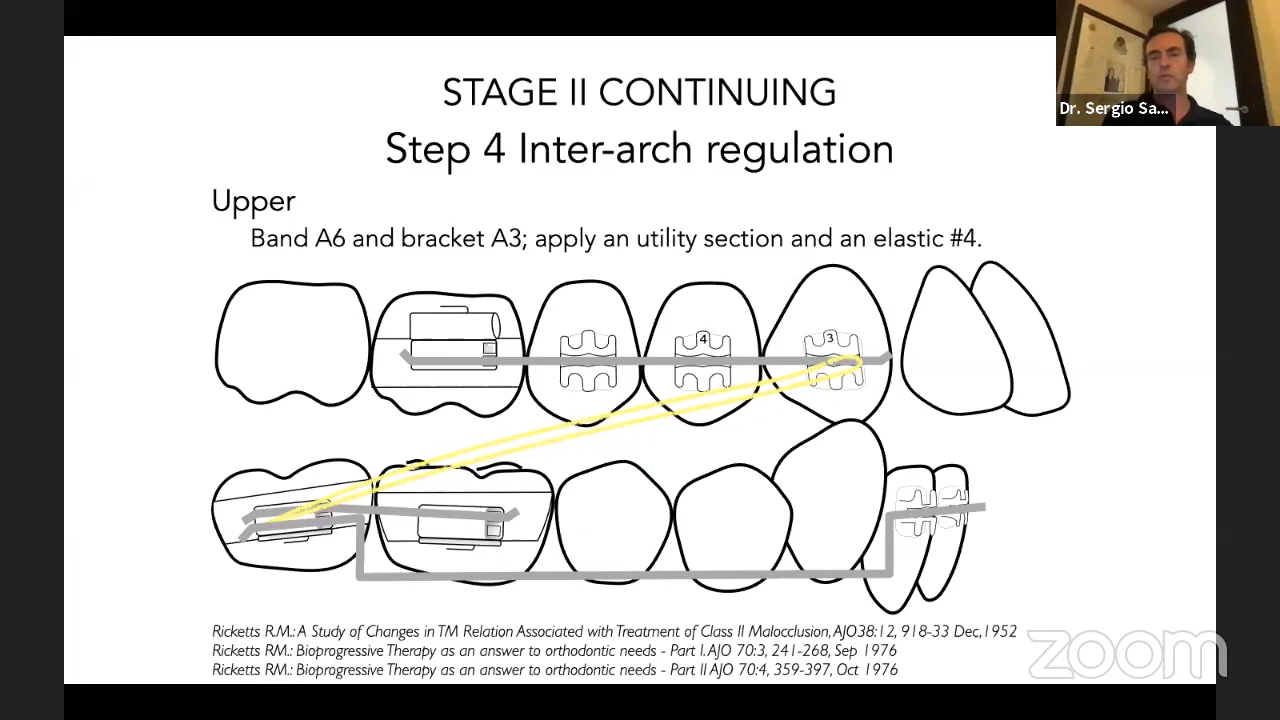 STAGE II CONTINUING
Step 4 Inter-arch regulation
Dr. Sergio Sa...
Upper
Band A6 and bracket A3; apply an utility section and an elastic #4.
4
3
Ricketts R.M.: A Study of Changes in TM Relation Associated with Treatment of Class II Malocclusion, AJO38:12, 918-33 Dec,1952
Ricketts RM.: Bioprogressive Therapy as an answer to orthodontic needs - Part I. AJO 70:3, 241-268, Sep 1976
Ricketts RM.: Bioprogressive Therapy as an answer to orthodontic needs - Part II AJO 70:4, 359-397, Oct 1976
zoom